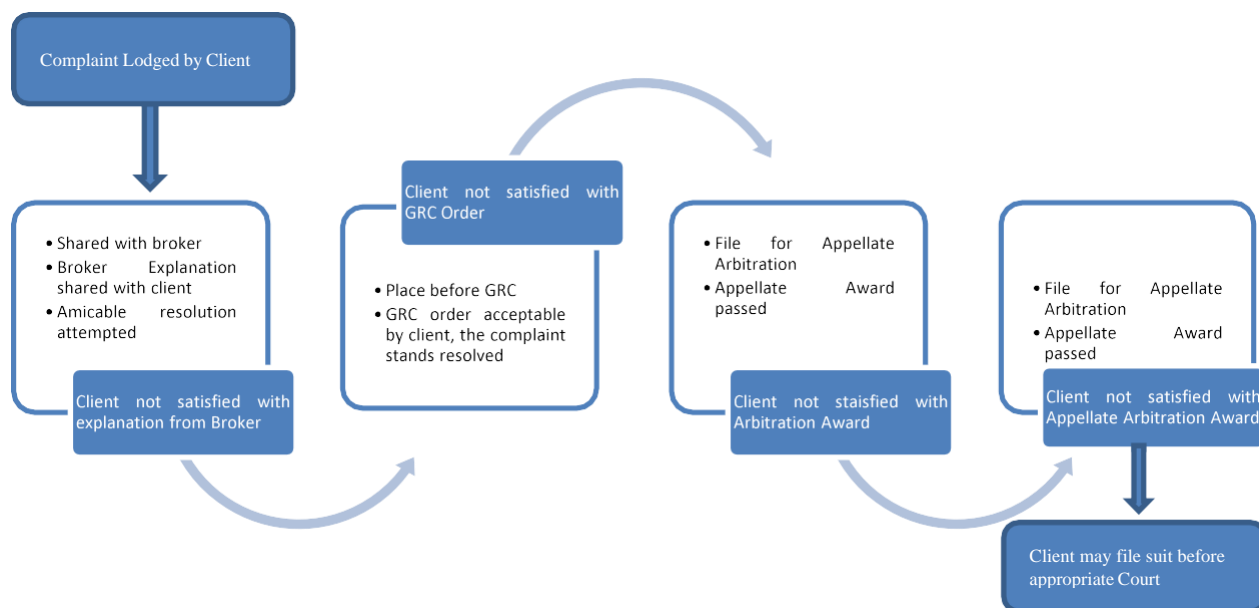 Complaint Lodged by Client
• Shared with broker
• Broker Explanation
shared with client
• Amicable resolution
attempted
Client not satisfied with
explanation from Broker
Client not satisfied with
GRC Order
• Place before GRC
• GRC order acceptable
by client, the complaint
stands resolved
• File for Appellate
Arbitration
• Appellate Award
passed
Client not staisfied with
Arbitration Award
• File for Appellate
Arbitration
• Appellate Award
passed
Client not satisfied with
Appellate Arbitration Award
Client may file suit before
appropriate Court